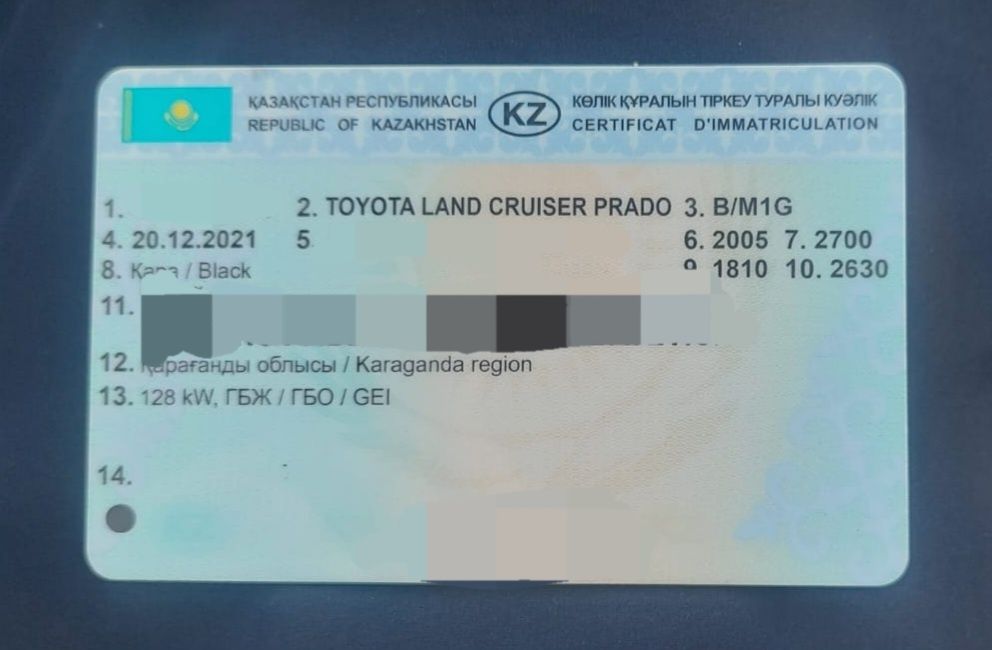 ҚАЗАҚСТАН РЕСПУБЛИКАСЫ KZ КӨЛІК ҚҰРАЛЫН ТІРКЕУ ТУРАЛЫ КУӘЛІК
REPUBLIC OF KAZAKHSTAN CERTIFICAT D'IMMATRICULATION
1. 2. TOYOTA LAND CRUISER PRADO 3. B/M1G
4. 20.12.2021 5 6. 2005 7. 2700
8. / Black 9. 1810 10. 2630
11.
12. Қарағанды облысы / Karaganda region
13. 128 kW, ГБЖ / ГБО / GEI
14.